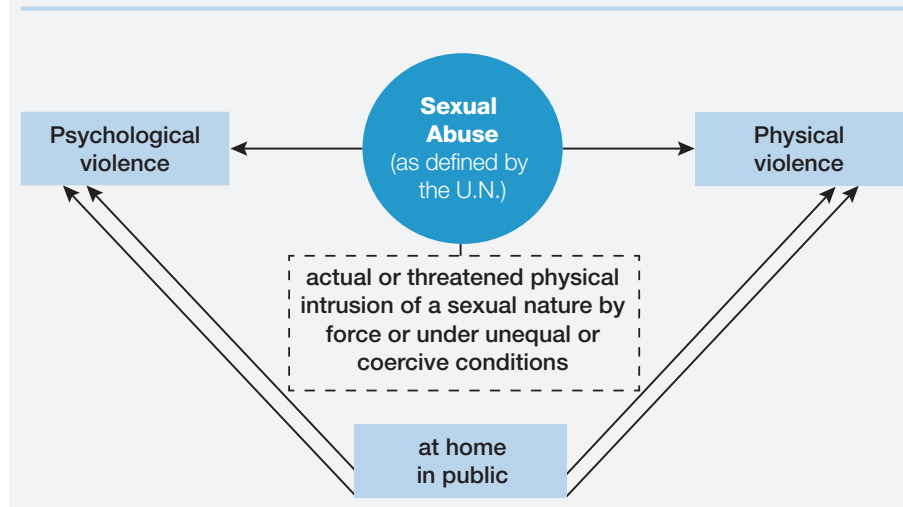 Sexual
Abuse
(as defined by
the U.N.)
Psychological
violence
Physical
violence
actual or threatened physical
intrusion of a sexual nature by
force or under unequal or
coercive conditions
at home
in public